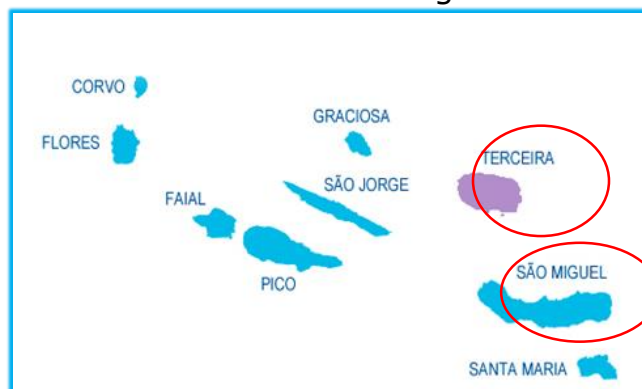 CORVO
FLORES
GRACIOSA
TERCEIRA
SÃO JORGE
FAIAL
PICO
SÃO MIGUEL
SANTA MARIA